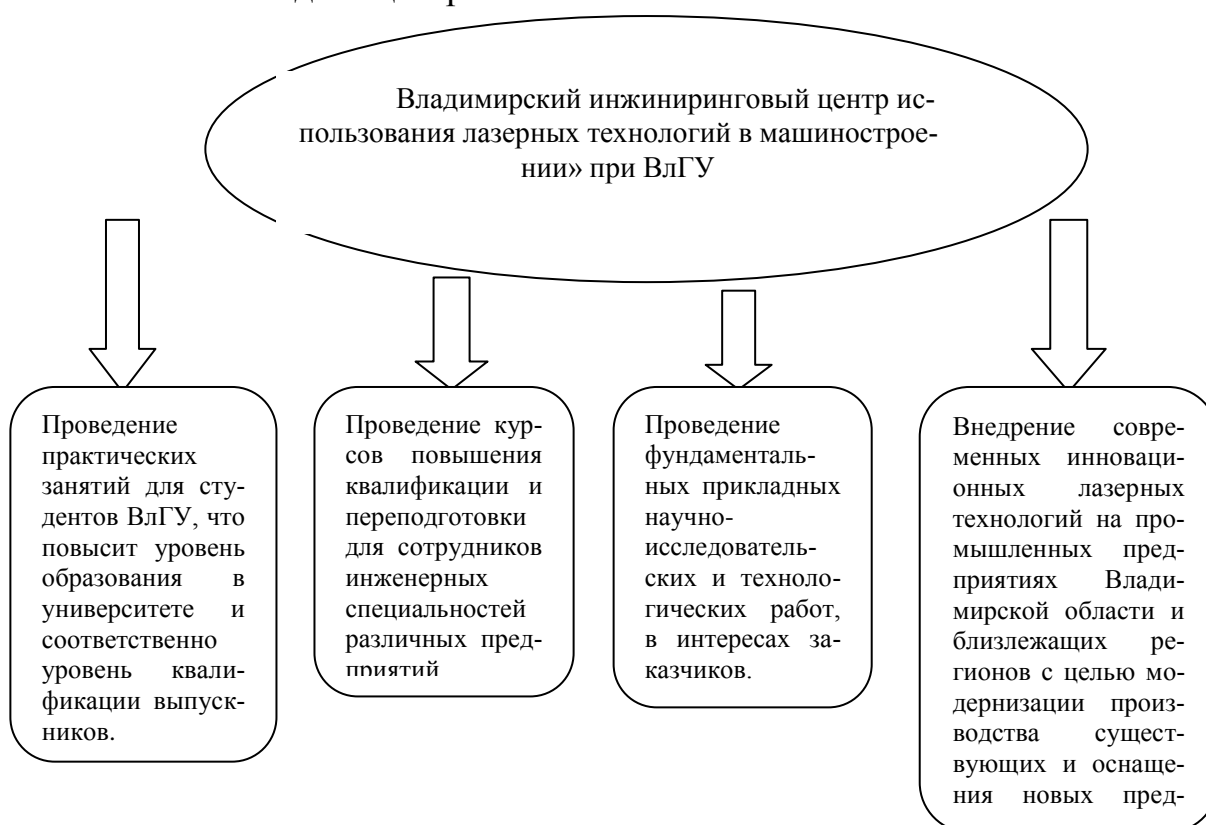 Владимирский инжиниринговый центр ис-
пользования лазерных технологий в машинострое-
нии» при ВлГУ
Проведение
практических
занятий для сту-
дентов ВлГУ, что
повысит уровень
образования в
университете и
соответственно
уровень квали-
фикации выпуск-
ников.
Проведение кур-
сов повышения
квалификации и
переподготовки
для сотрудников
инженерных
специальностей
различных пред-
приятий
Проведение
фундаменталь-
ных прикладных
научно-
исследователь-
ских и техноло-
гических работ,
в интересах за-
казчиков.
Внедрение совре-
менных инноваци-
онных лазерных
технологий на про-
мышленных пред-
приятиях Влади-
мирской области и
близлежащих ре-
гионов с целью мо-
дернизации произ-
водства сущест-
вующих и оснаще-
ния новых пред-